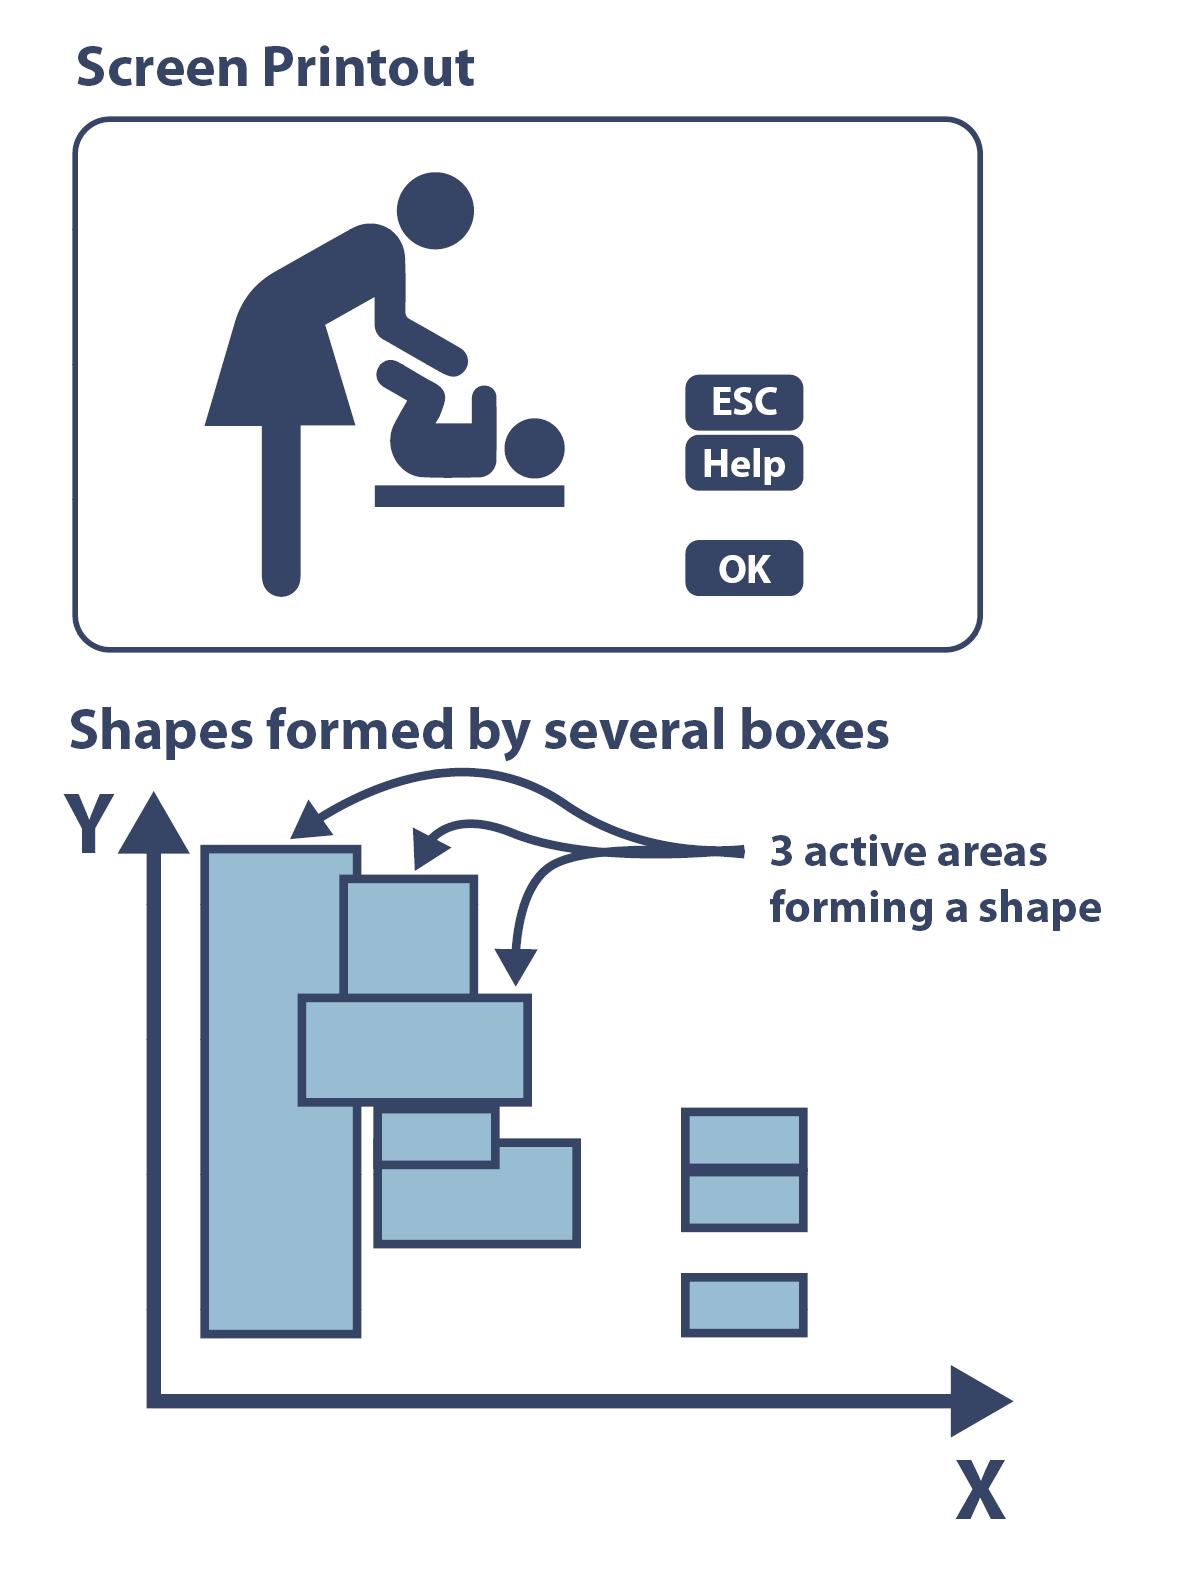 Screen Printout
ESC
Help
OK
Shapes formed by several boxes
Y
3 active areas
forming a shape
X